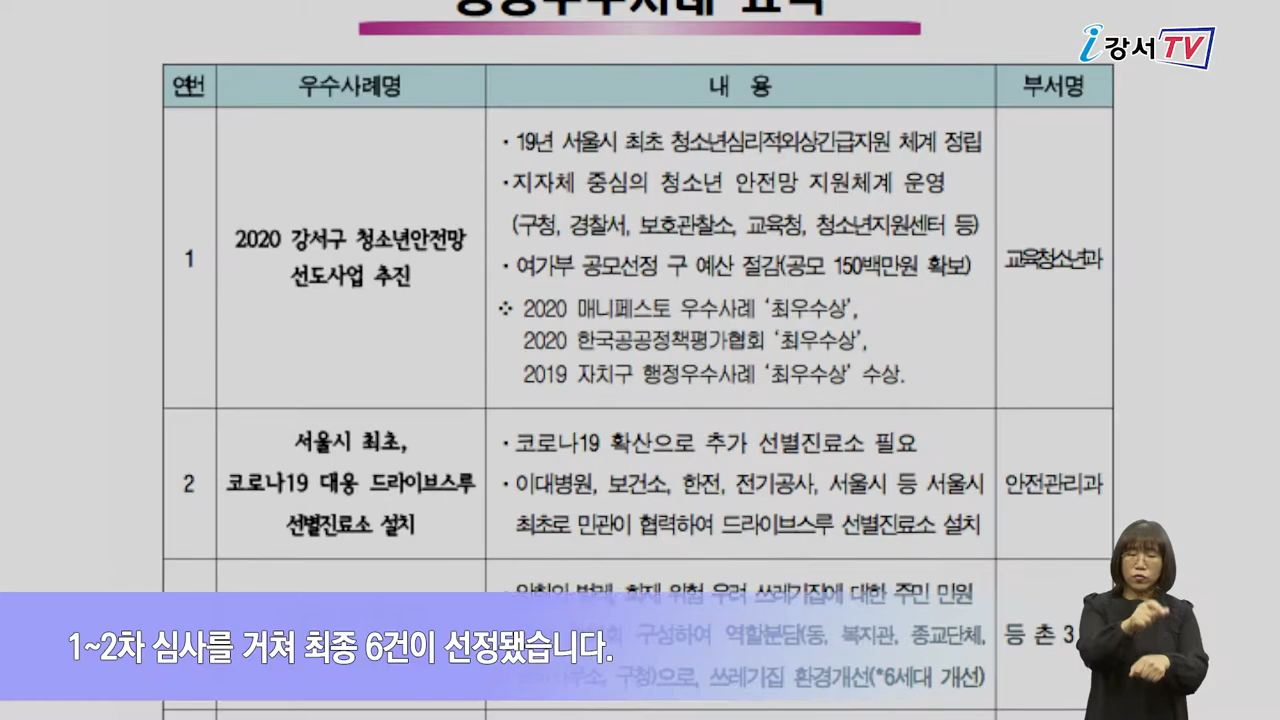 i강서TV
연번 우수사례명 내 용 부서명
1
2020 강서구 청소년안전망
선도사업 추진
· 19년 서울시 최초 청소년심리적외상긴급지원 체계 정립
· 지자체 중심의 청소년 안전망 지원체계 운영
(구청, 경찰서, 보호관찰소, 교육청, 청소년지원센터 등)
· 여가부 공모선정 구 예산 절감(공모 150백만원 확보)
❖ 2020 매니페스토 우수사례 '최우수상',
2020 한국공공정책평가협회 '최우수상',
2019 자치구 행정우수사례 '최우수상' 수상.
교육청소년과
2
서울시 최초,
코로나19 대응 드라이브스루
선별진료소 설치
· 코로나19 확산으로 추가 선별진료소 필요
· 이대병원, 보건소, 한전, 전기공사, 서울시 등 서울시
최초로 민관이 협력하여 드라이브스루 선별진료소 설치
안전관리과
화재 위험 우려 쓰레기집에 대한 주민 민원
구성하여 역할분담(동, 복지관, 종교단체,
구청)으로, 쓰레기집 환경개선(*6세대 개선)
등촌3
1~2차 심사를 거쳐 최종 6건이 선정됐습니다.